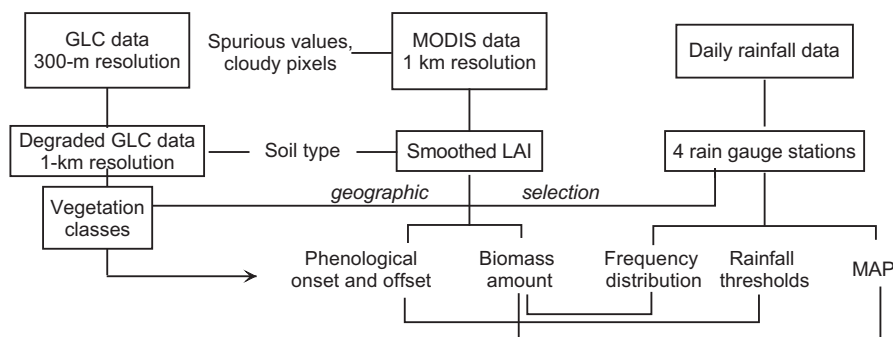 GLC data
300-m resolution
Spurious values,
cloudy pixels
MODIS data
1 km resolution
Daily rainfall data
Degraded GLC data
1-km resolution
Soil type
Smoothed LAI
4 rain gauge stations
geographic
selection
Vegetation
classes
Phenological
onset and offset
Biomass
amount
Frequency
distribution
Rainfall
thresholds
MAP